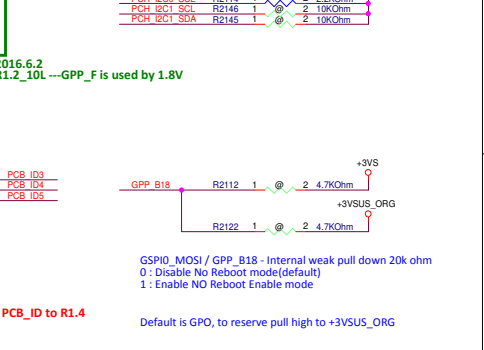 PCH_I2C1_SCL R2146 1 @ 2 10KOhm
PCH_I2C1_SDA R2145 1 @ 2 10KOhm
2016.6.2
R1.2_10L ---GPP_F is used by 1.8V
+3VS
PCB_ID3
PCB_ID4 GPP_B18 R2112 1 @ 2 4.7KOhm
PCB_ID5
+3VSUS_ORG
R2122 1 @ 2 4.7KOhm
GSPI0_MOSI / GPP_B18 - Internal weak pull down 20k ohm
0 : Disable No Reboot mode(default)
1 : Enable NO Reboot Enable mode
PCB_ID to R1.4
Default is GPO, to reserve pull high to +3VSUS_ORG